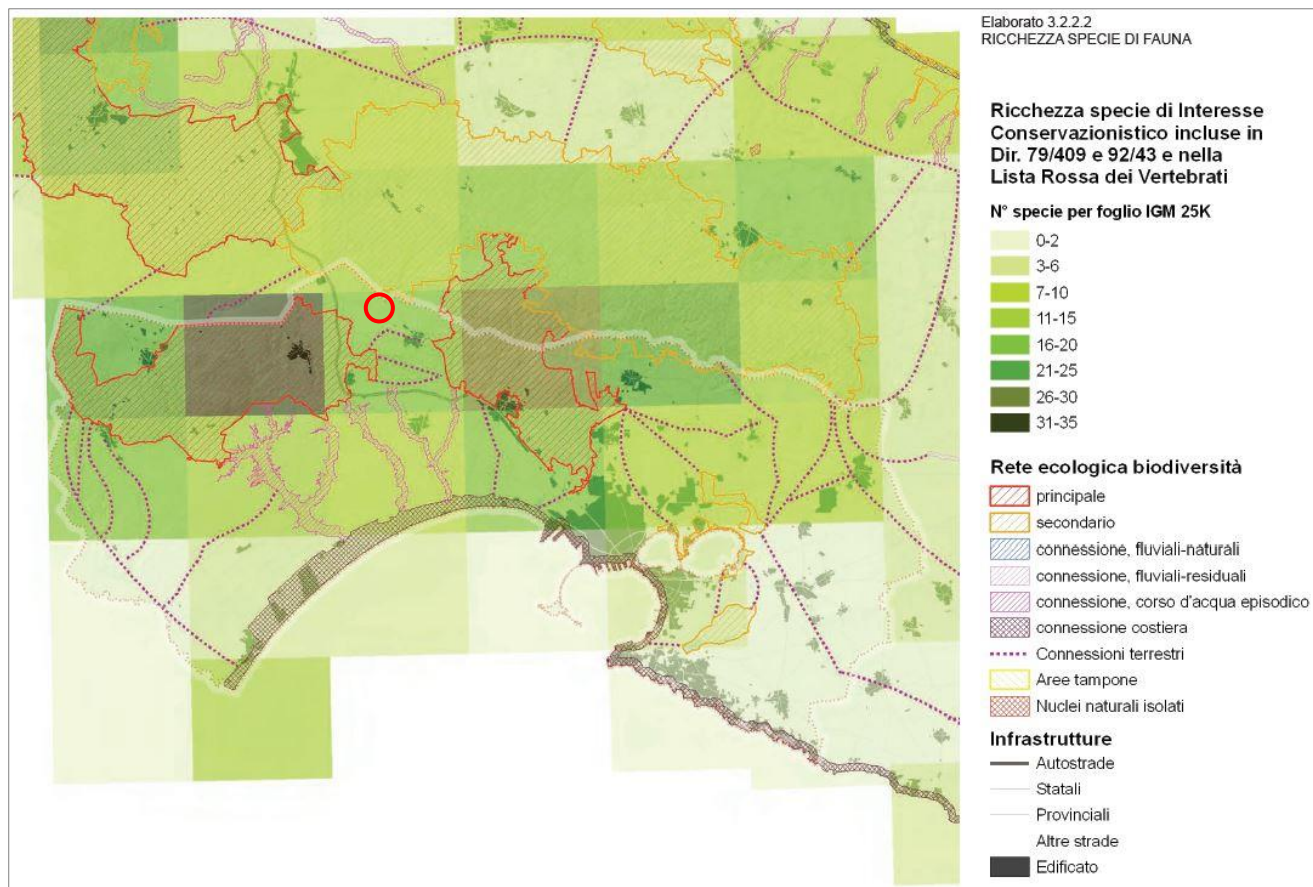 Elaborato 3.2.2.2
RICCHEZZA SPECIE DI FAUNA
Ricchezza specie di Interesse
Conservazionistico incluse in
Dir. 79/409 e 92/43 e nella
Lista Rossa dei Vertebrati
N° specie per foglio IGM 25K
0-2
3-6
7-10
11-15
16-20
21-25
26-30
31-35
Rete ecologica biodiversità
principale
secondario
connessione, fluviali-naturali
connessione, fluviali-residuali
connessione, corso d'acqua episodico
connessione costiera
Connessioni terrestri
Aree tampone
Nuclei naturali isolati
Infrastrutture
Autostrade
Statali
Provinciali
Altre strade
Edificato